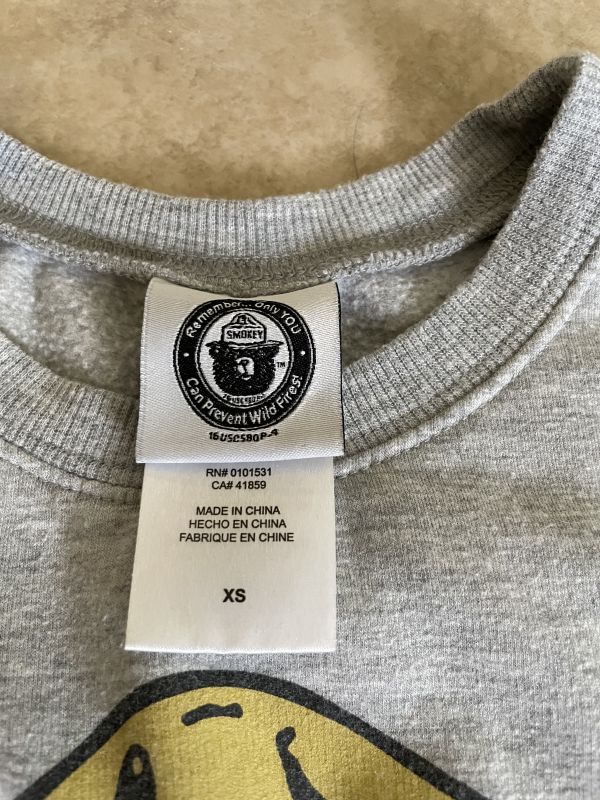 Remember... Only YOU
SMOKEY
TM
Can Prevent Wild Fires!
16USC580P-4
RN# 0101531
CA# 41859
MADE IN CHINA
HECHO EN CHINA
FABRIQUE EN CHINE
XS